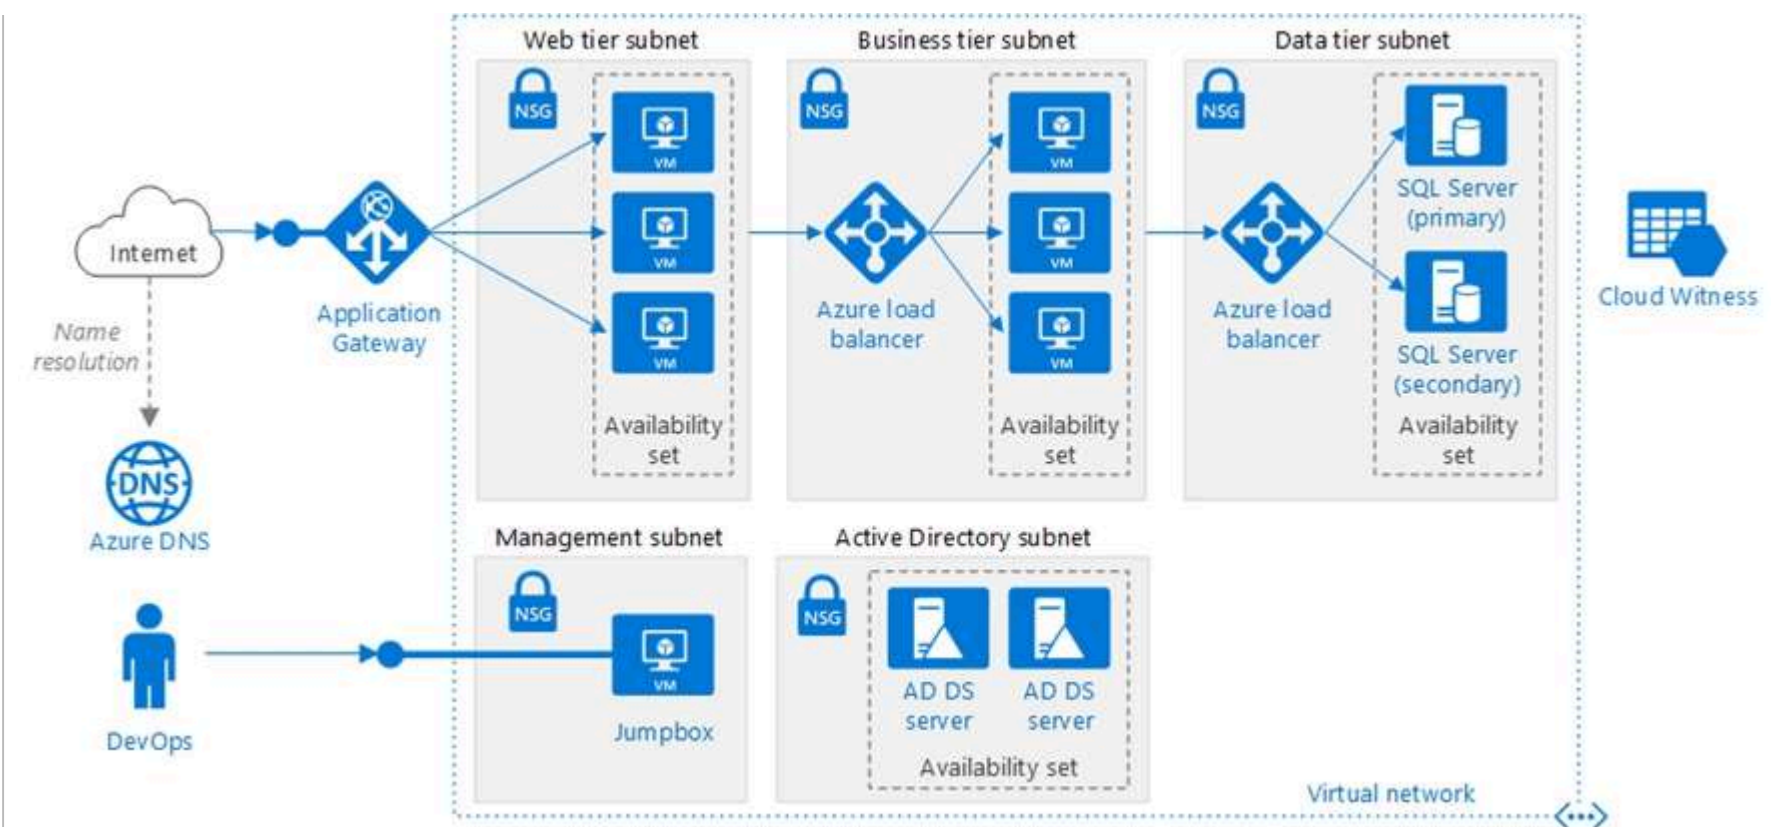 Web tier subnet
Business tier subnet
Data tier subnet
NSG
VM
VM
VM
Availability
set
NSG
Azure load
balancer
VM
VM
VM
Availability
set
NSG
Azure load
balancer
SQL Server
(primary)
SQL Server
(secondary)
Availability
set
Internet
Application
Gateway
Cloud Witness
Name
resolution
DNS
Azure DNS
Management subnet
Active Directory subnet
NSG
VM
Jumpbox
NSG
AD DS
server
AD DS
server
Availability set
DevOps
Virtual network